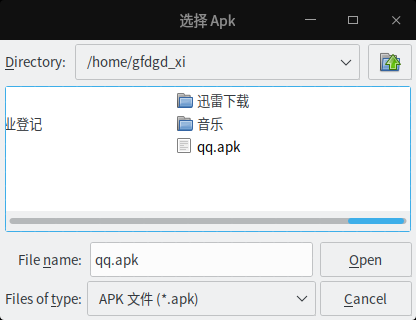 选择 Apk
Directory: /home/gfdgd_xi
迅雷下载
业登记 音乐
qq.apk
File name: qq.apk Open
Files of type: APK 文件 (*.apk) Cancel